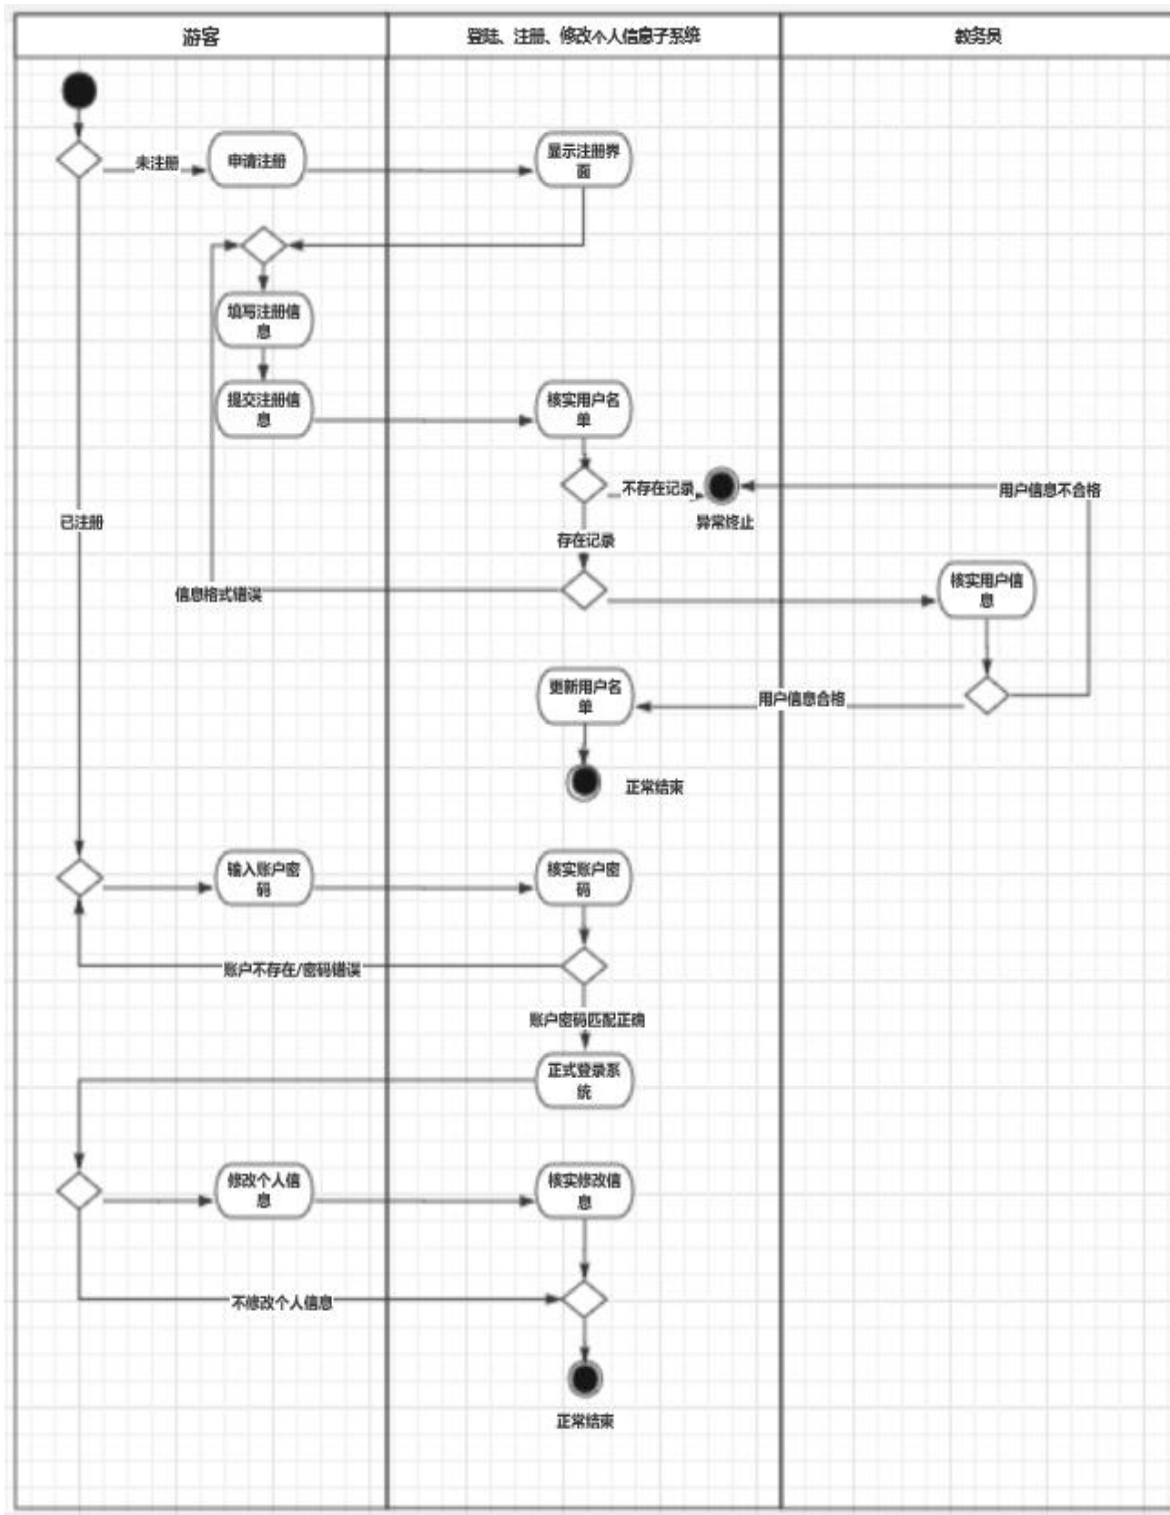 游客
登陆、注册、修改个人信息子系统
教务员
未注册
申请注册
显示注册界
面
填写注册信
息
提交注册信
息
核实用户名
单
不存在记录
用户信息不合格
异常终止
已注册
存在记录
信息格式错误
核实用户信
息
更新用户名
单
用户信息合格
正常结束
输入账户密
码
核实账户密
码
账户不存在/密码错误
账户密码匹配正确
正式登录系
统
修改个人信
息
核实修改信
息
不修改个人信息
正常结束